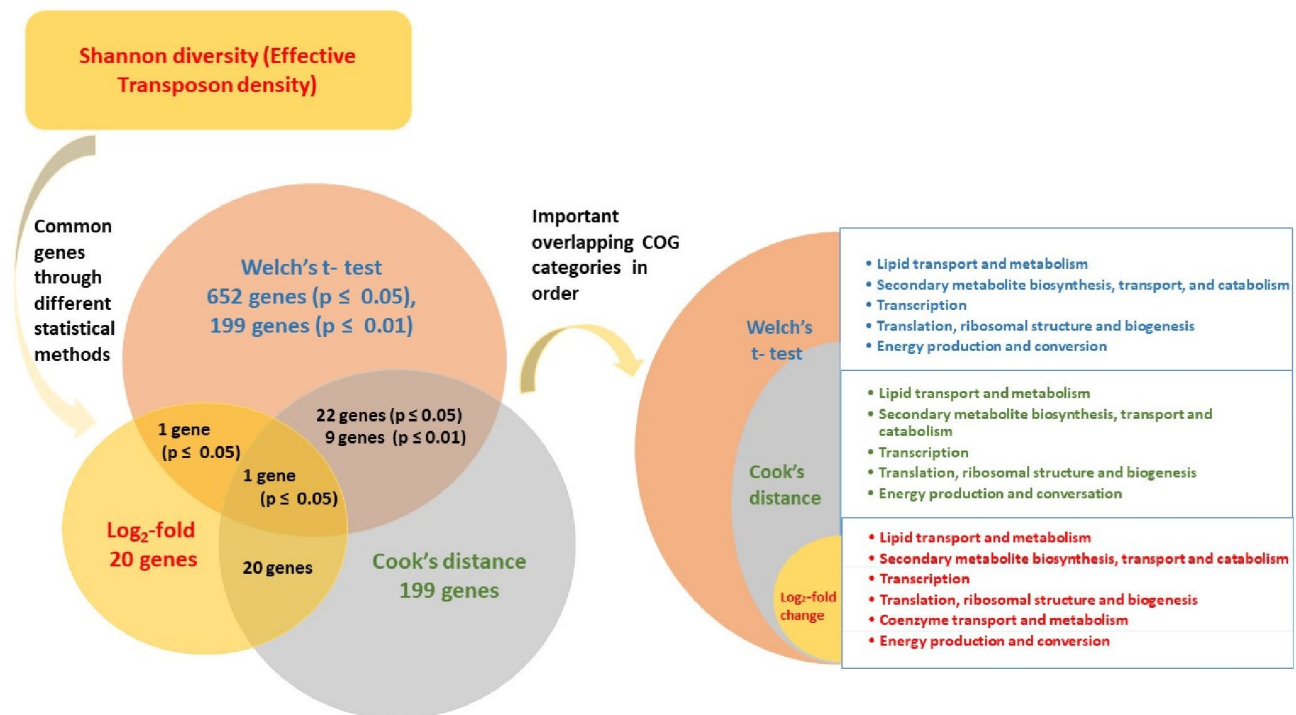 Shannon diversity (Effective
Transposon density)
Common
genes
through
different
statistical
methods
Welch's t- test
652 genes (p ≤ 0.05),
199 genes (p ≤ 0.01)
22 genes (p ≤ 0.05)
9 genes (p ≤ 0.01)
1 gene
(p ≤ 0.05)
1 gene
(p ≤ 0.05)
Log₂-fold
20 genes
20 genes
Cook's distance
199 genes
Important
overlapping COG
categories in
order
Welch's
t- test
Cook's
distance
Log₂-fold
change
• Lipid transport and metabolism
• Secondary metabolite biosynthesis, transport, and catabolism
• Transcription
• Translation, ribosomal structure and biogenesis
• Energy production and conversion
• Lipid transport and metabolism
• Secondary metabolite biosynthesis, transport and
catabolism
• Transcription
• Translation, ribosomal structure and biogenesis
• Energy production and conversation
• Lipid transport and metabolism
• Secondary metabolite biosynthesis, transport and catabolism
• Transcription
• Translation, ribosomal structure and biogenesis
• Coenzyme transport and metabolism
• Energy production and conversion